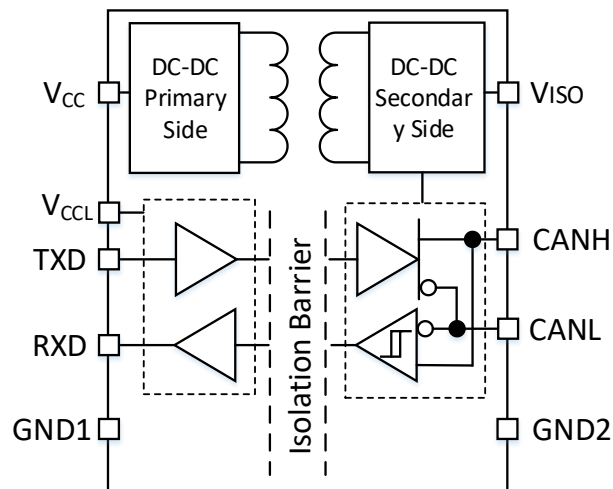 DC-DC
Primary
Side
DC-DC
Secondar
y Side
VCC
VISO
VCCL
TXD
RXD
GND1
Isolation Barrier
CANH
CANL
GND2